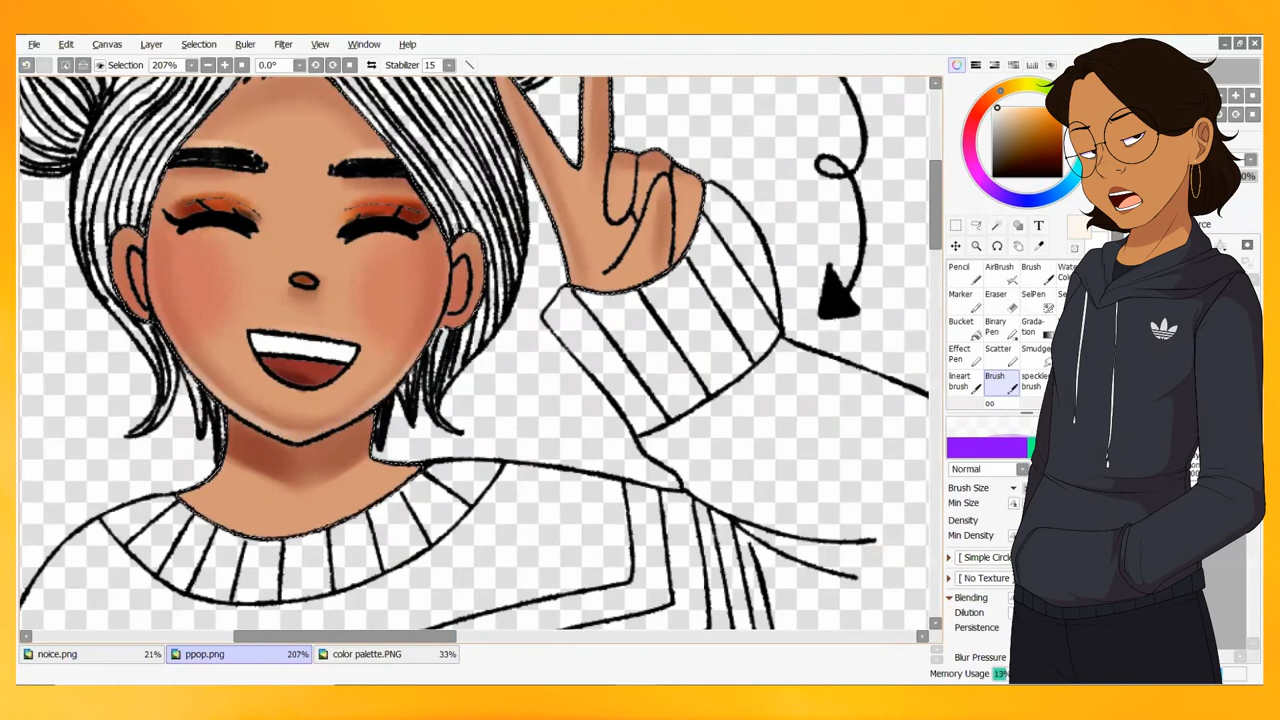 File Edit Canvas Layer Selection Ruler Filter View Window Help
Selection 207% 0.0° Stabilizer 15
T
Pencil AirBrush Brush
Marker Eraser SelPen
Bucket Binary Pen Grada-tion
Effect Pen Scatter Smudge
lineart brush Brush speckle brush
Normal
Brush Size
Min Size
Density
Min Density
[ Simple Circ
[ No Texture ]
Blending
Dilution
Persistence
Blur Pressure
Memory Usage 13%
noice.png 21% ppop.png 207% color palette.PNG 33%